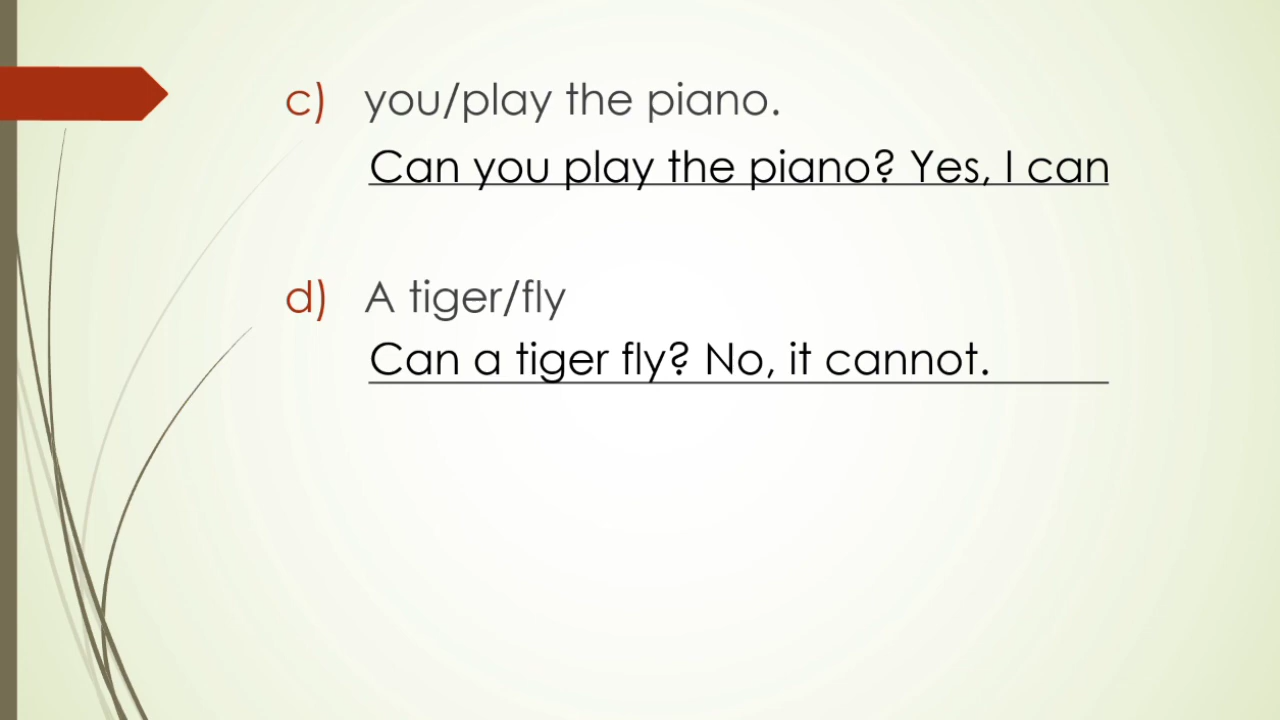 c) you/play the piano.
Can you play the piano? Yes, I can
d) A tiger/fly
Can a tiger fly? No, it cannot.